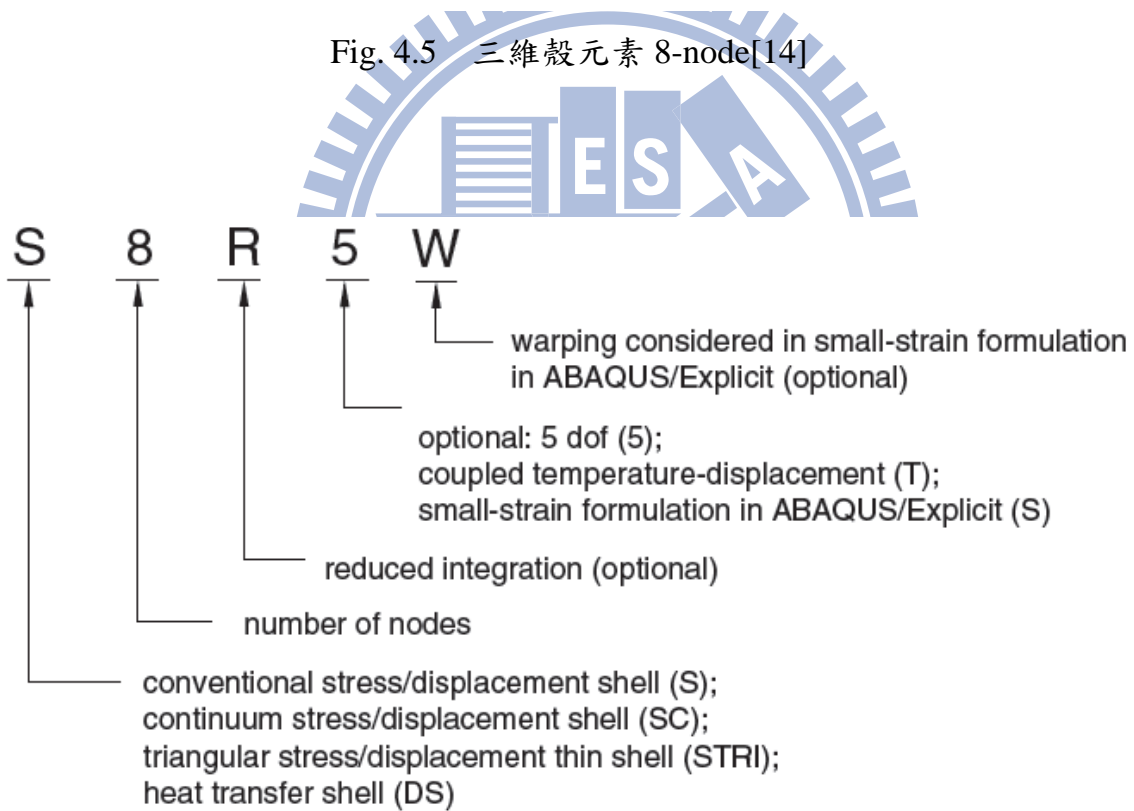 Fig. 4.5 三維殼元素 8-node[14]
E S A
S 8 R 5 W
warping considered in small-strain formulation
in ABAQUS/Explicit (optional)
optional: 5 dof (5);
coupled temperature-displacement (T);
small-strain formulation in ABAQUS/Explicit (S)
reduced integration (optional)
number of nodes
conventional stress/displacement shell (S);
continuum stress/displacement shell (SC);
triangular stress/displacement thin shell (STRI);
heat transfer shell (DS)